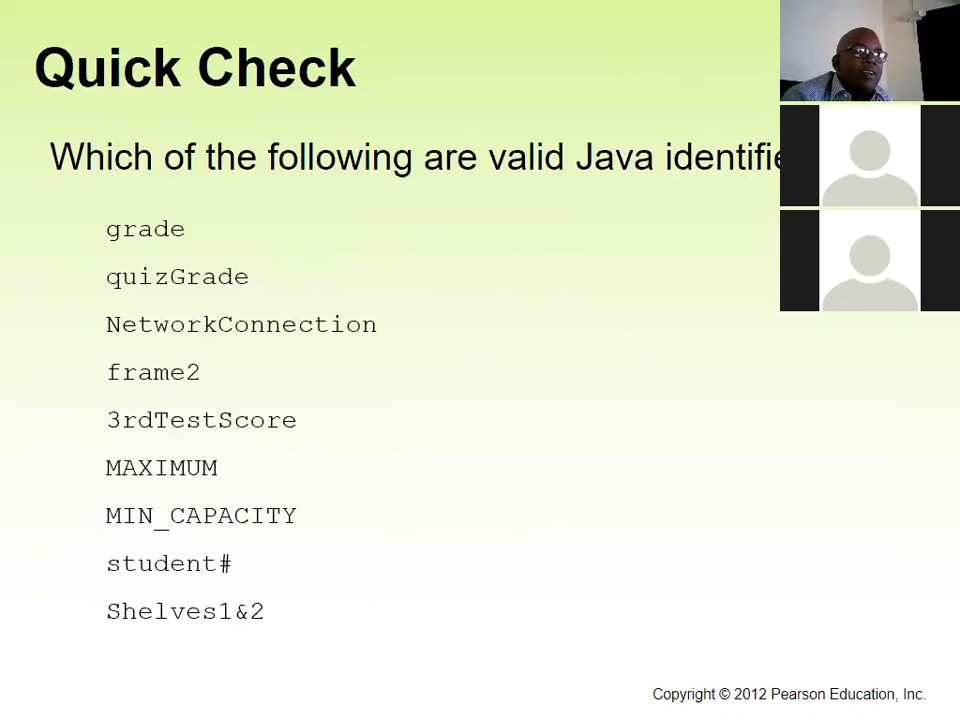 Quick Check
Which of the following are valid Java
grade
quizGrade
NetworkConnection
frame2
3rdTestScore
MAXIMUM
MIN_CAPACITY
student#
Shelves1&2
Copyright © 2012 Pearson Education, Inc.